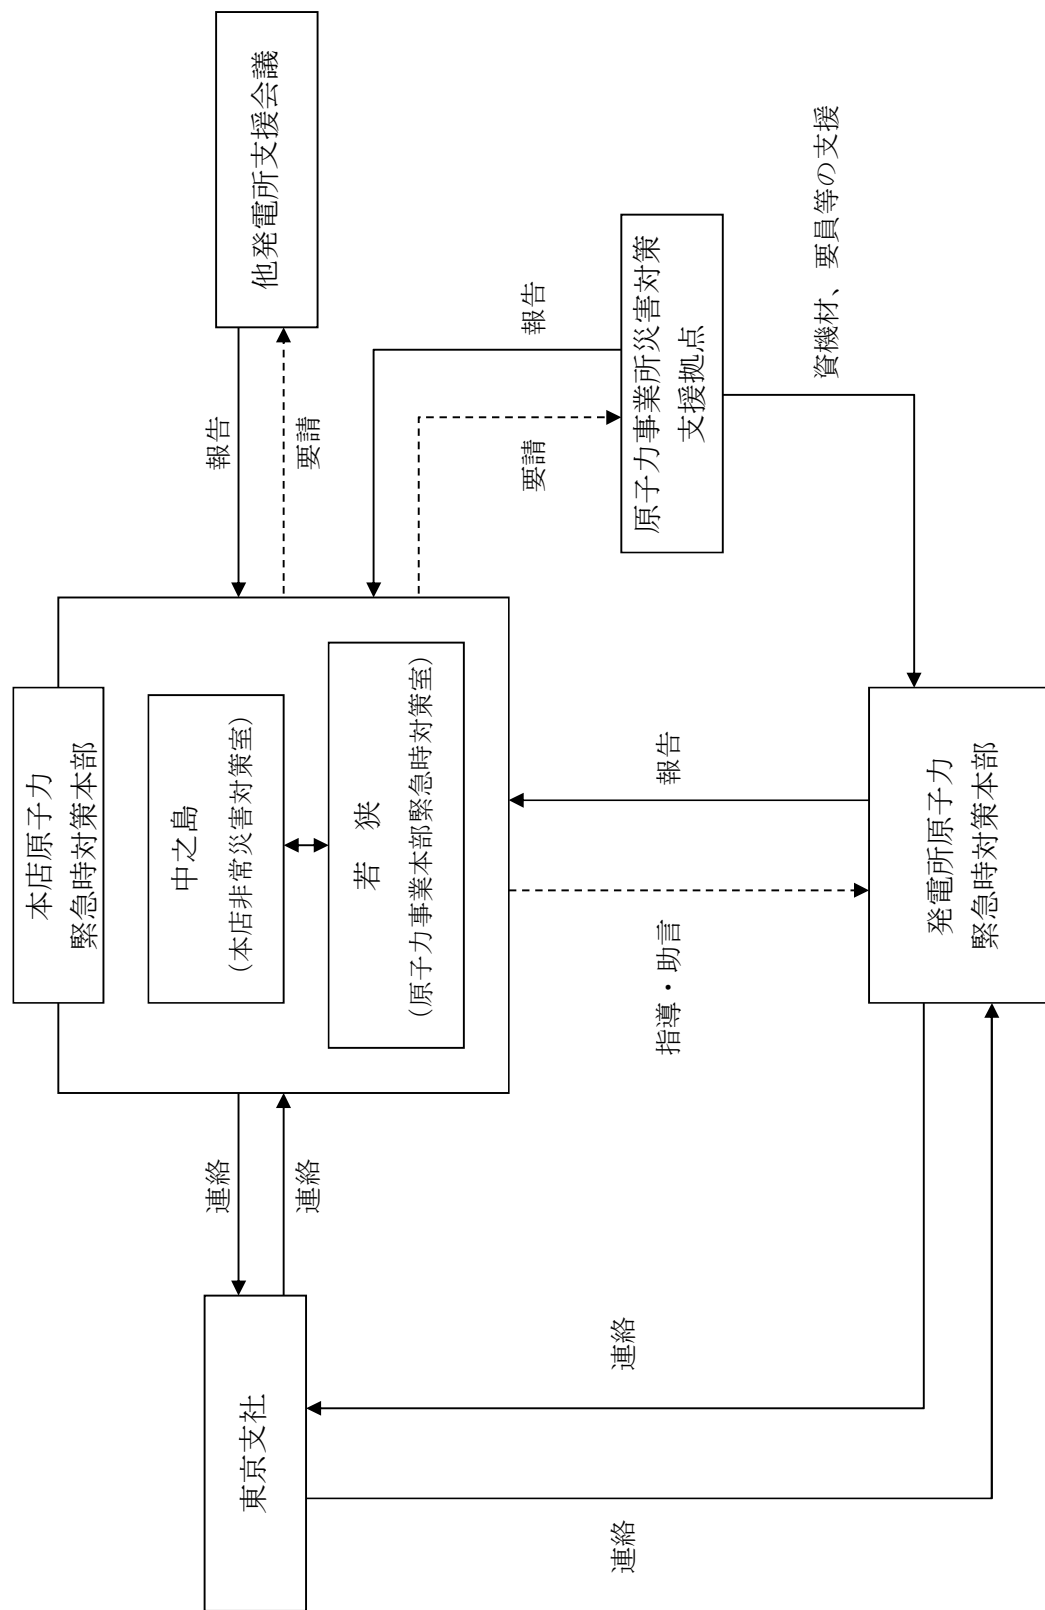 本店原子力
緊急時対策本部
東京支社
連絡
連絡
中之島
(本店非常災害対策室)
若　狭
(原子力事業本部緊急時対策室)
報告
要請
他発電所支援会議
報告
要請
原子力事業所災害対策
支援拠点
連絡
連絡
指導・助言
報告
資機材、要員等の支援
発電所原子力
緊急時対策本部